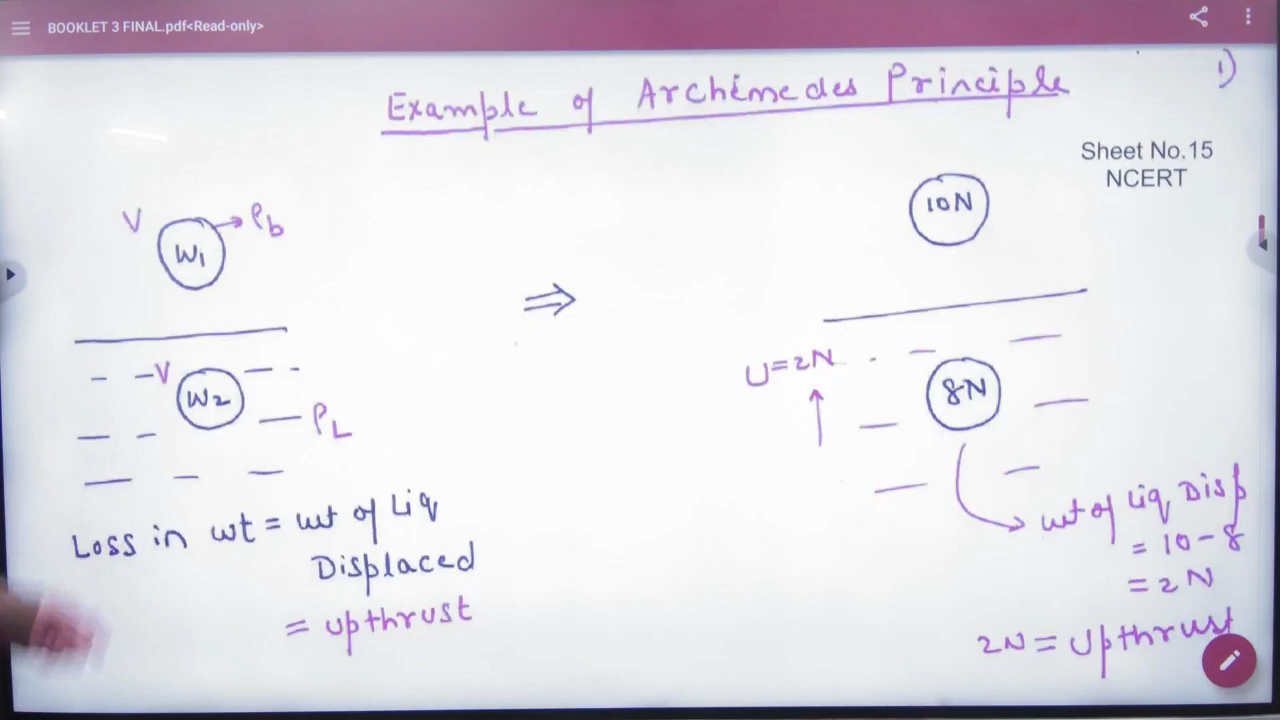 BOOKLET 3 FINAL.pdf<Read-only>
Example of Archimedes Principle
1)
Sheet No.15
NCERT
V
W1
ρb
V
W2
ρL
Loss in wt = wt of Liq
Displaced
= upthrust
⇒
10N
U=2N
8N
wt of Liq Disp
= 10-8
= 2N
2N = Upthrust